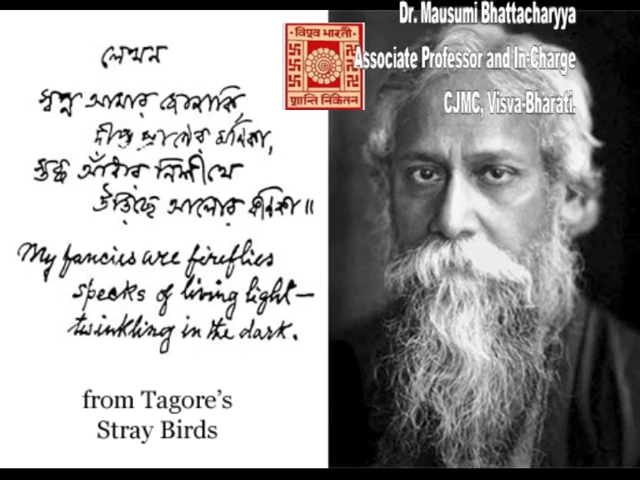 লেখন
স্বপ্ন আমার জোনাকি
দীপ্ত প্রাণের মণিকা,
স্তব্ধ আঁধার নিশীথে
উড়িছে আলোর কণিকা॥
My fancies are fireflies
specks of living light—
twinkling in the dark.
from Tagore's
Stray Birds
Dr. Mausumi Bhattacharyya
Associate Professor and In-Charge
CJMC, Visva-Bharati.